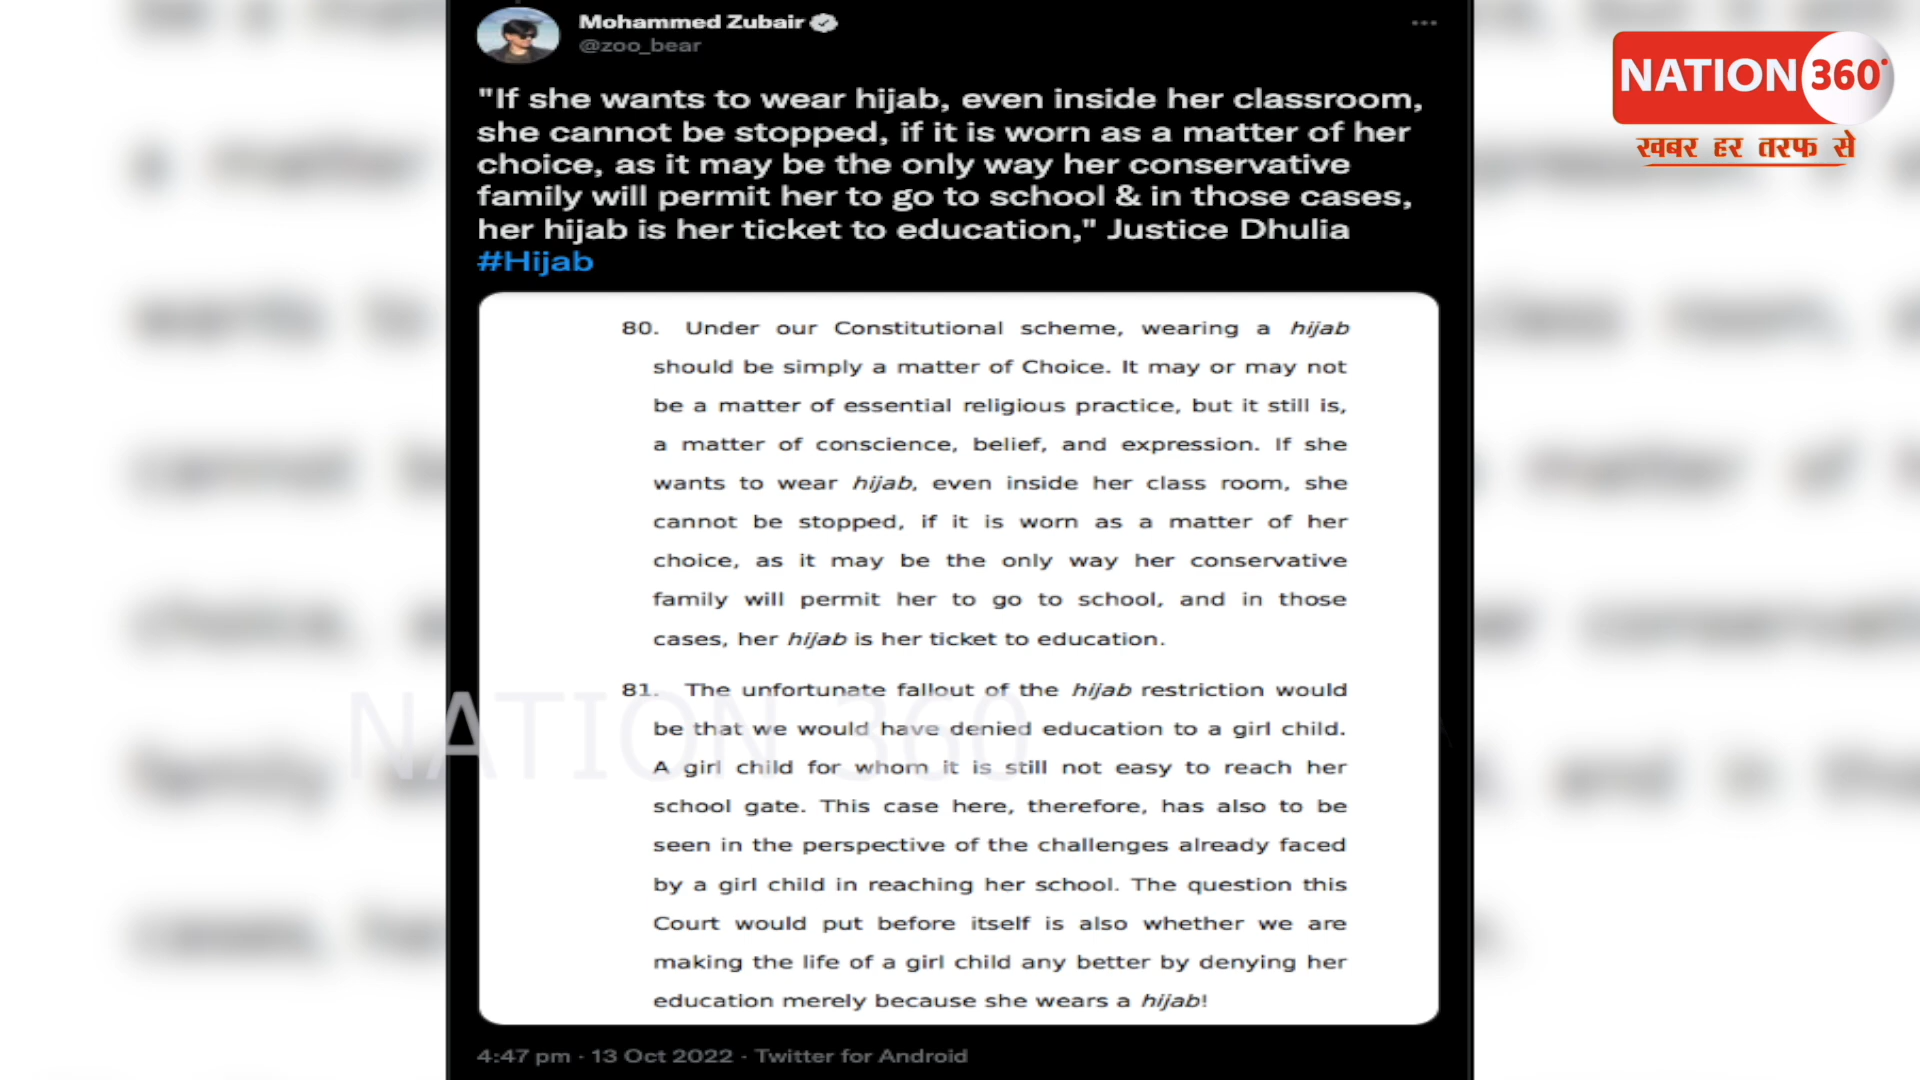 Mohammed Zubair
@zoo_bear
NATION 360°
खबर हर तरफ से
"If she wants to wear hijab, even inside her classroom,
she cannot be stopped, if it is worn as a matter of her
choice, as it may be the only way her conservative
family will permit her to go to school & in those cases,
her hijab is her ticket to education," Justice Dhulia
#Hijab
80. Under our Constitutional scheme, wearing a hijab
should be simply a matter of Choice. It may or may not
be a matter of essential religious practice, but it still is,
a matter of conscience, belief, and expression. If she
wants to wear hijab, even inside her class room, she
cannot be stopped, if it is worn as a matter of her
choice, as it may be the only way her conservative
family will permit her to go to school, and in those
cases, her hijab is her ticket to education.
81. The unfortunate fallout of the hijab restriction would
be that we would have denied education to a girl child.
A girl child for whom it is still not easy to reach her
school gate. This case here, therefore, has also to be
seen in the perspective of the challenges already faced
by a girl child in reaching her school. The question this
Court would put before itself is also whether we are
making the life of a girl child any better by denying her
education merely because she wears a hijab!
NATION 360
4:47 pm · 13 Oct 2022 · Twitter for Android